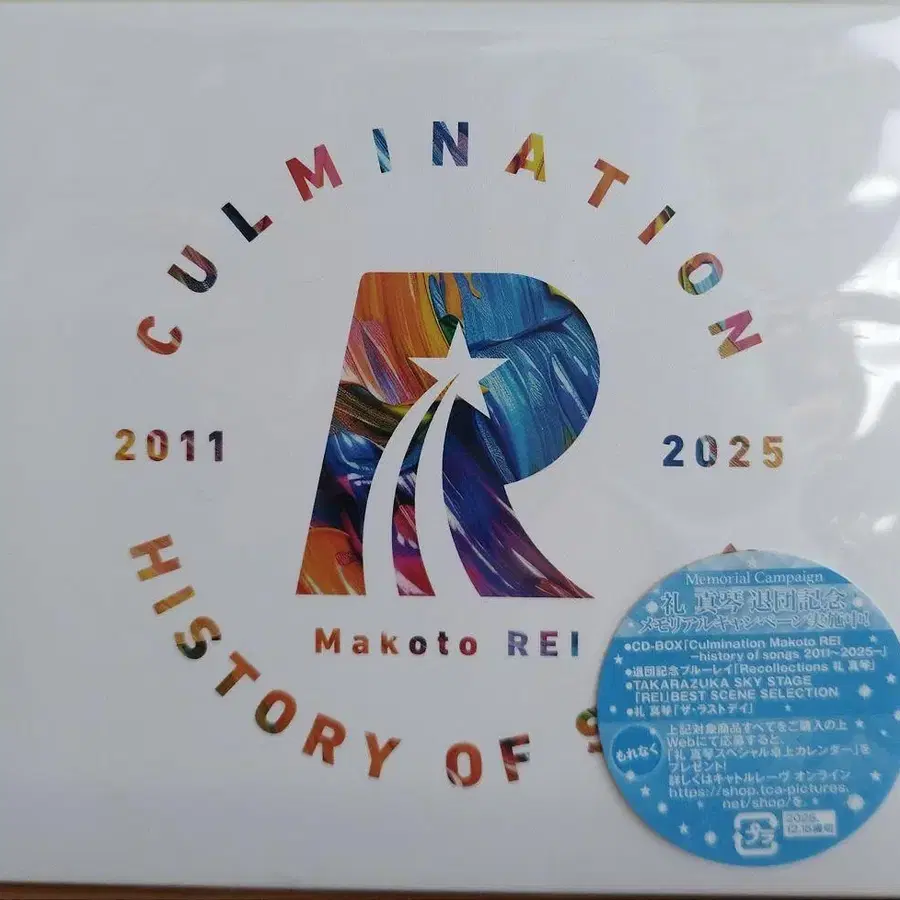 CULMINATION
2011
2025
Makoto REI
HISTORY OF S
Memorial Campaign
礼 真琴 退団記念
メモリアルキャンペーン実施中!
●CD-BOX「Culmination Makoto REI
-history of songs 2011~2025-」
●退団記念ブルーレイ「Recollections 礼 真琴」
●TAKARAZUKA SKY STAGE
「REI」BEST SCENE SELECTION
●礼 真琴「ザ・ラストデイ」
もれなく
上記対象商品すべてをご購入の上
Webにて応募すると、
「礼 真琴スペシャル卓上カレンダー」を
プレゼント!
詳しくはキャトルレーヴ オンライン
https://shop.tca-pictures.
net/shop/を
プラ
12.15締切